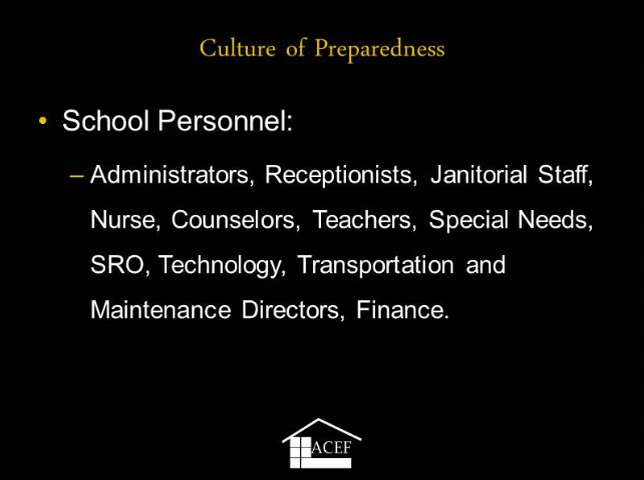 Culture of Preparedness
• School Personnel:
– Administrators, Receptionists, Janitorial Staff,
Nurse, Counselors, Teachers, Special Needs,
SRO, Technology, Transportation and
Maintenance Directors, Finance.
ACEF